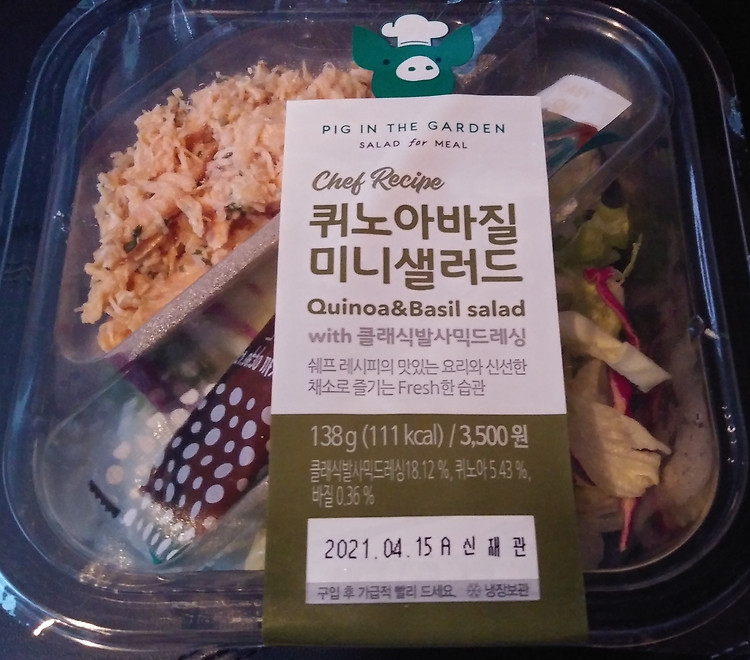 PIG IN THE GARDEN
SALAD for MEAL
Chef Recipe
퀴노아바질
미니샐러드
Quinoa&Basil salad
with 클래식발사믹드레싱
쉐프 레시피의 맛있는 요리와 신선한
채소로 즐기는 Fresh한 습관
138g (111 kcal) / 3,500원
클래식발사믹드레싱18.12 %, 퀴노아 5.43 %,
바질 0.36 %
2021.04.15 A 신재관
구입 후 가급적 빨리 드세요. 냉장보관